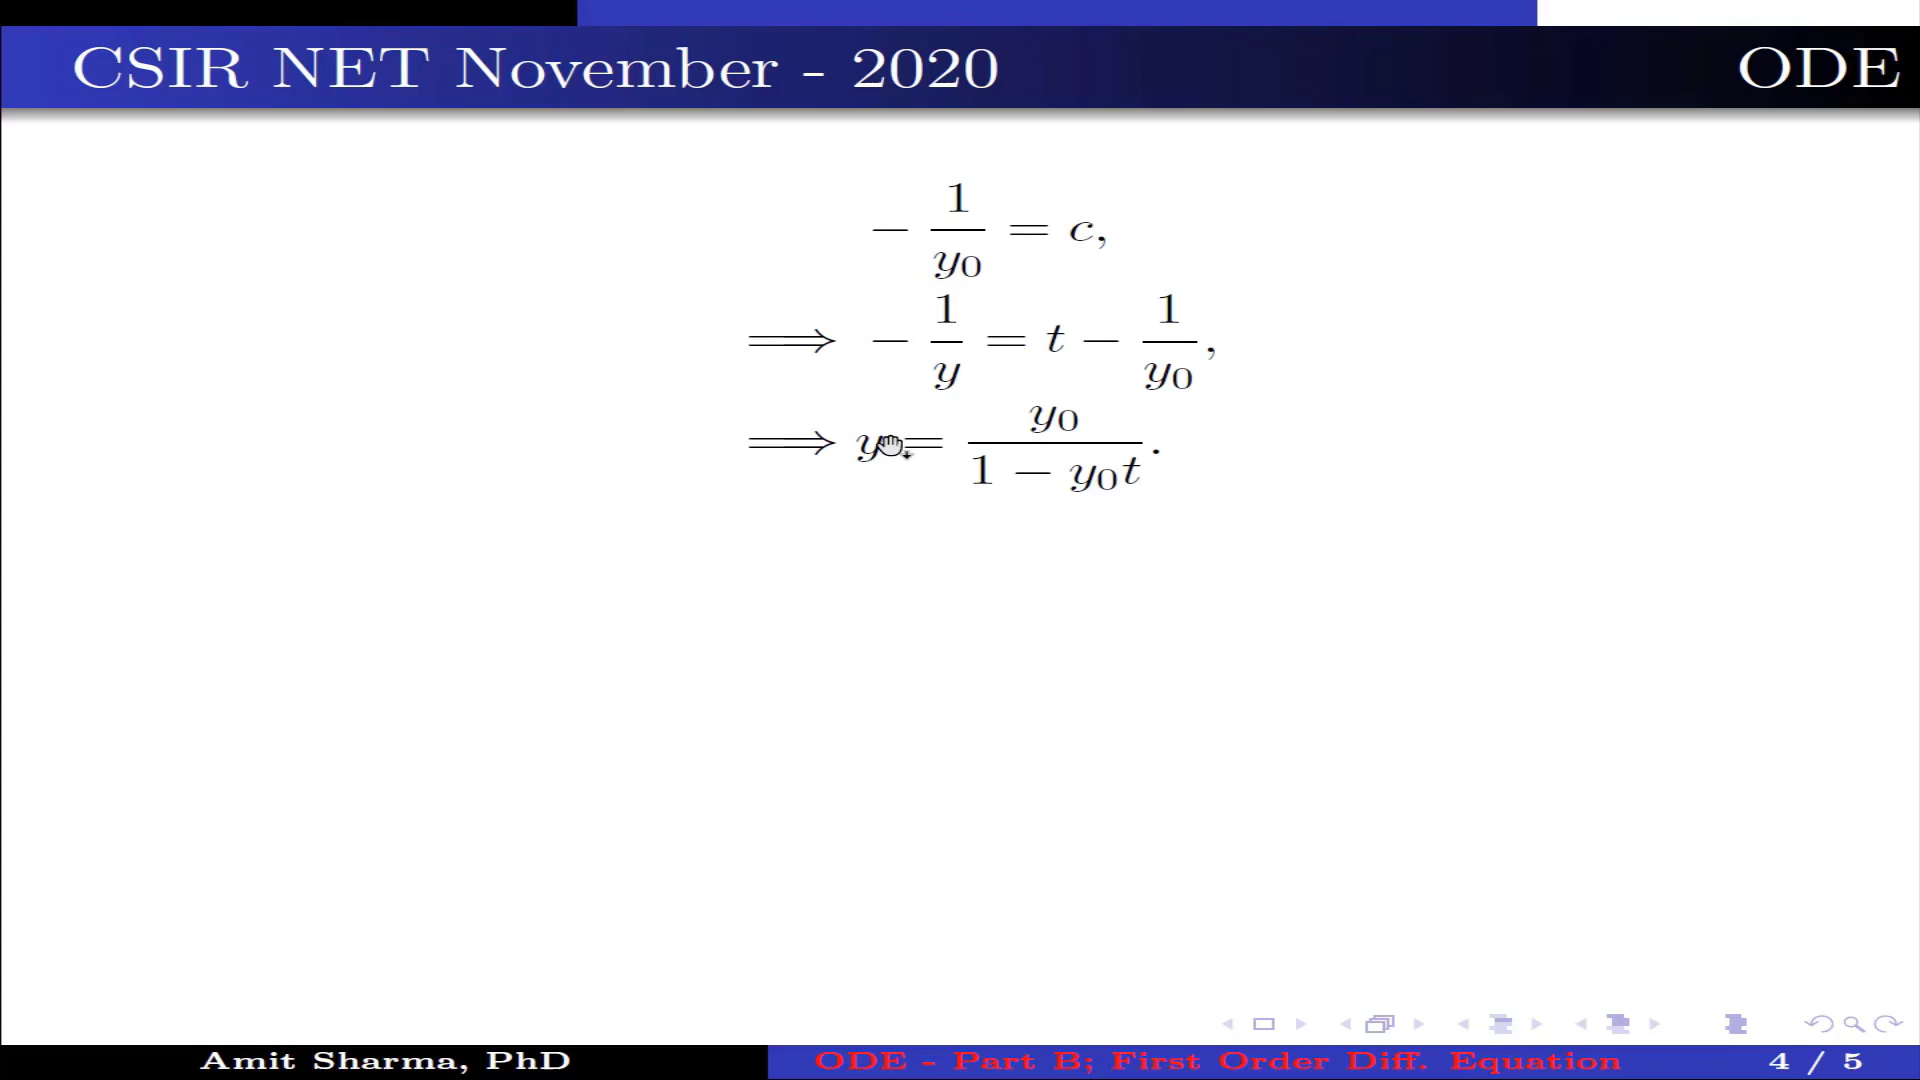 CSIR NET November - 2020 ODE
− 1/y₀ = c,
⟹ − 1/y = t − 1/y₀,
⟹ y = y₀/(1 − y₀t).
Amit Sharma, PhD ODE - Part B; First Order Diff. Equation 4 / 5